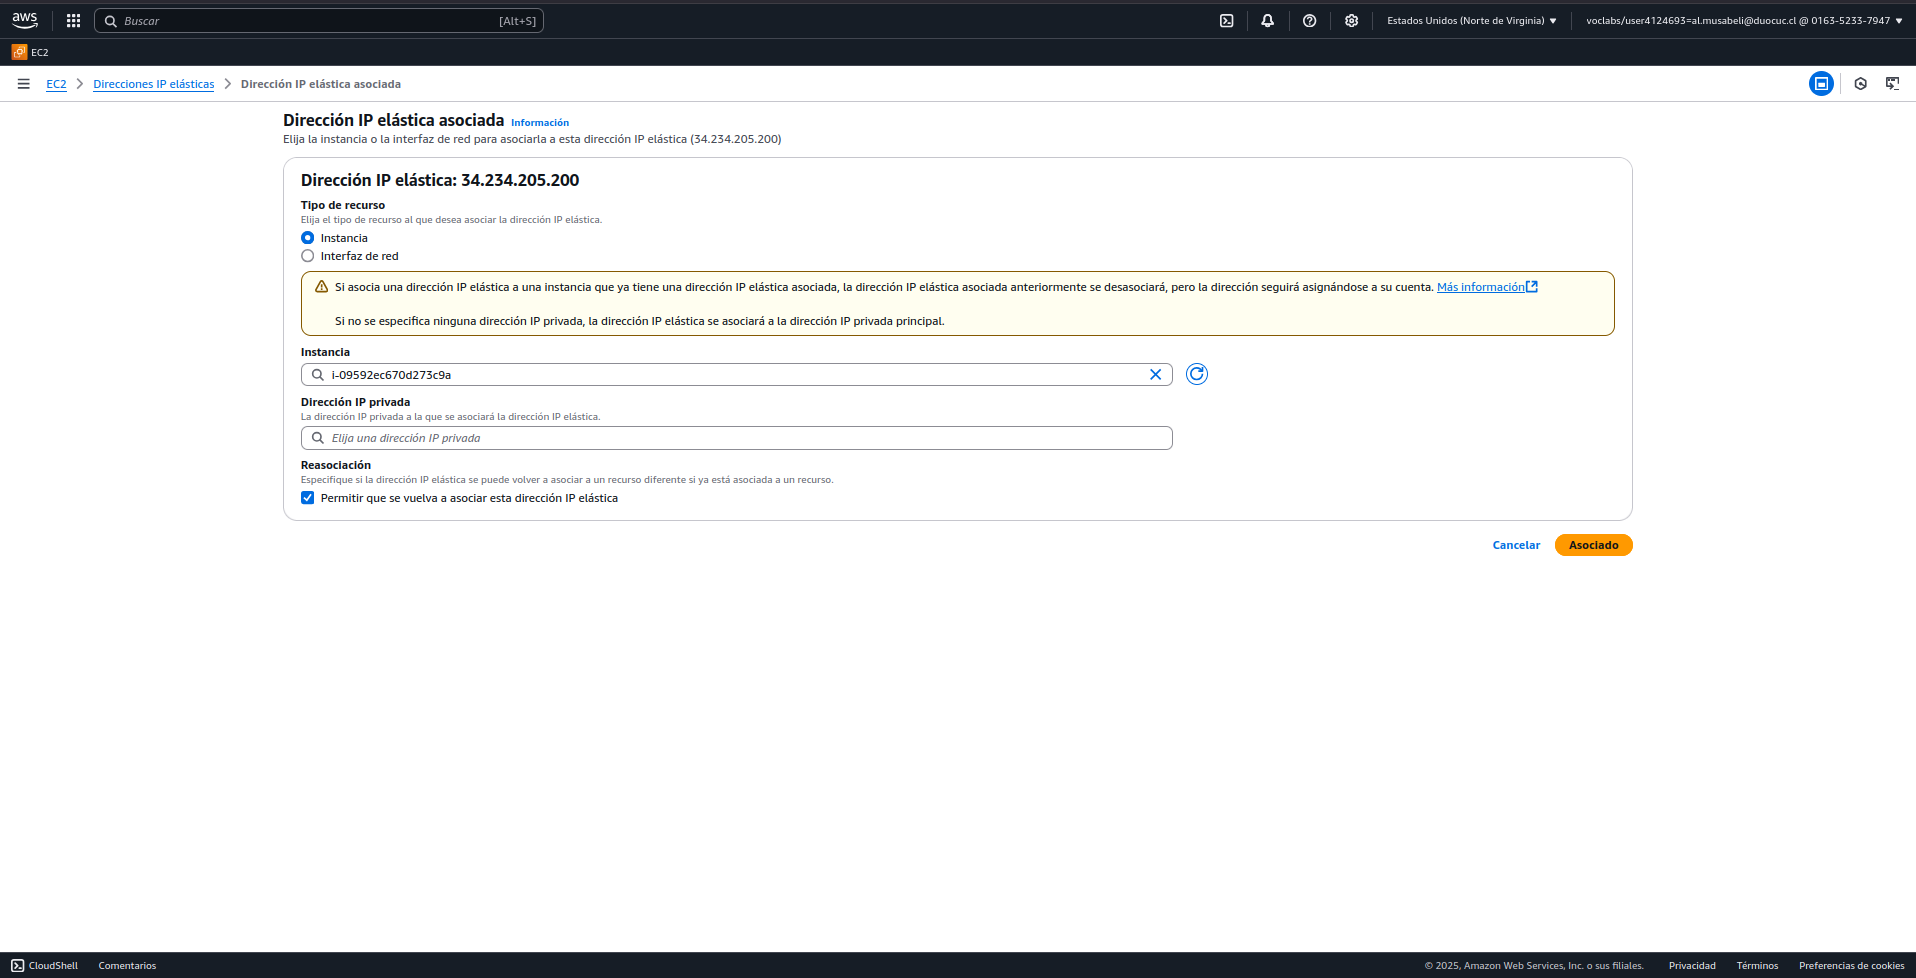 aws
Buscar [Alt+S]
Estados Unidos (Norte de Virginia)
voclabs/user4124693=al.musabeli@duocuc.cl @ 0163-5233-7947
EC2
EC2 > Direcciones IP elásticas > Dirección IP elástica asociada
Dirección IP elástica asociada Información
Elija la instancia o la interfaz de red para asociarla a esta dirección IP elástica (34.234.205.200)
Dirección IP elástica: 34.234.205.200
Tipo de recurso
Elija el tipo de recurso al que desea asociar la dirección IP elástica.
Instancia
Interfaz de red
Si asocia una dirección IP elástica a una instancia que ya tiene una dirección IP elástica asociada, la dirección IP elástica asociada anteriormente se desasociará, pero la dirección seguirá asignándose a su cuenta. Más información
Si no se especifica ninguna dirección IP privada, la dirección IP elástica se asociará a la dirección IP privada principal.
Instancia
i-09592ec670d273c9a
Dirección IP privada
La dirección IP privada a la que se asociará la dirección IP elástica.
Elija una dirección IP privada
Reasociación
Especifique si la dirección IP elástica se puede volver a asociar a un recurso diferente si ya está asociada a un recurso.
Permitir que se vuelva a asociar esta dirección IP elástica
Cancelar Asociado
CloudShell Comentarios © 2025, Amazon Web Services, Inc. o sus filiales. Privacidad Términos Preferencias de cookies